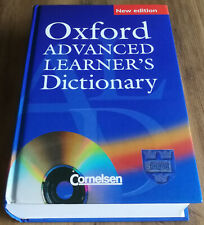 New edition
Oxford
ADVANCED
LEARNER'S
Dictionary
Cornelsen